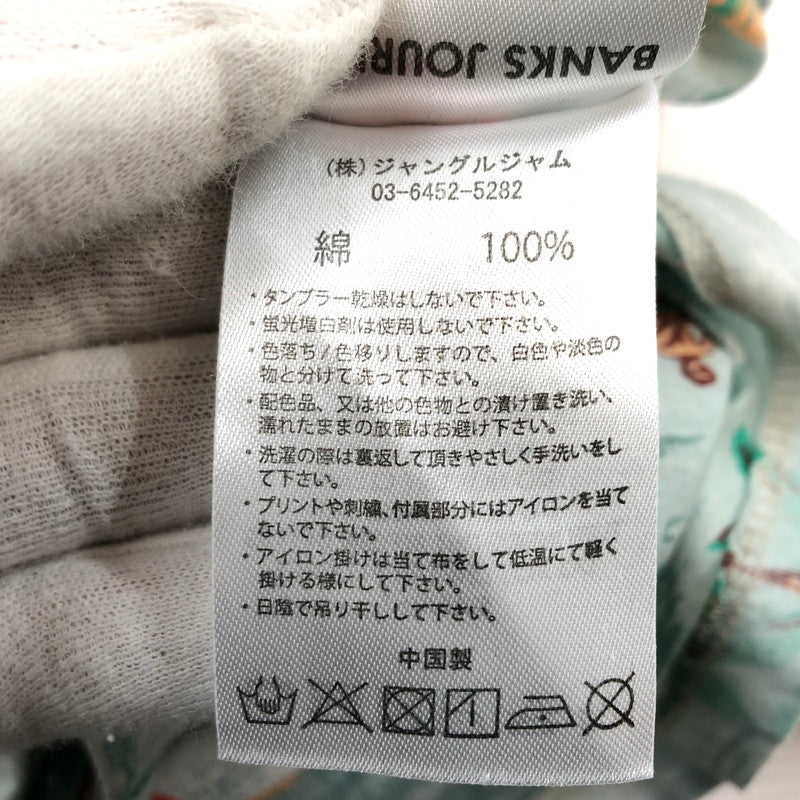 BANKS JOUR
(株)ジャングルジャム
03-6452-5282
綿 100%
・タンブラー乾燥はしないで下さい。
・蛍光増白剤は使用しないで下さい。
・色落ち/色移りしますので、白色や淡色の
物と分けて洗って下さい。
・配色品、又は他の色物との漬け置き洗い、
濡れたままの放置はお避け下さい。
・洗濯の際は裏返して頂きやさしく手洗いをし
て下さい。
・プリントや刺繍、付属部分にはアイロンを当て
ないで下さい。
・アイロン掛けは当て布をして低温にて軽く
掛ける様にして下さい。
・日陰で吊り干しして下さい。
中国製